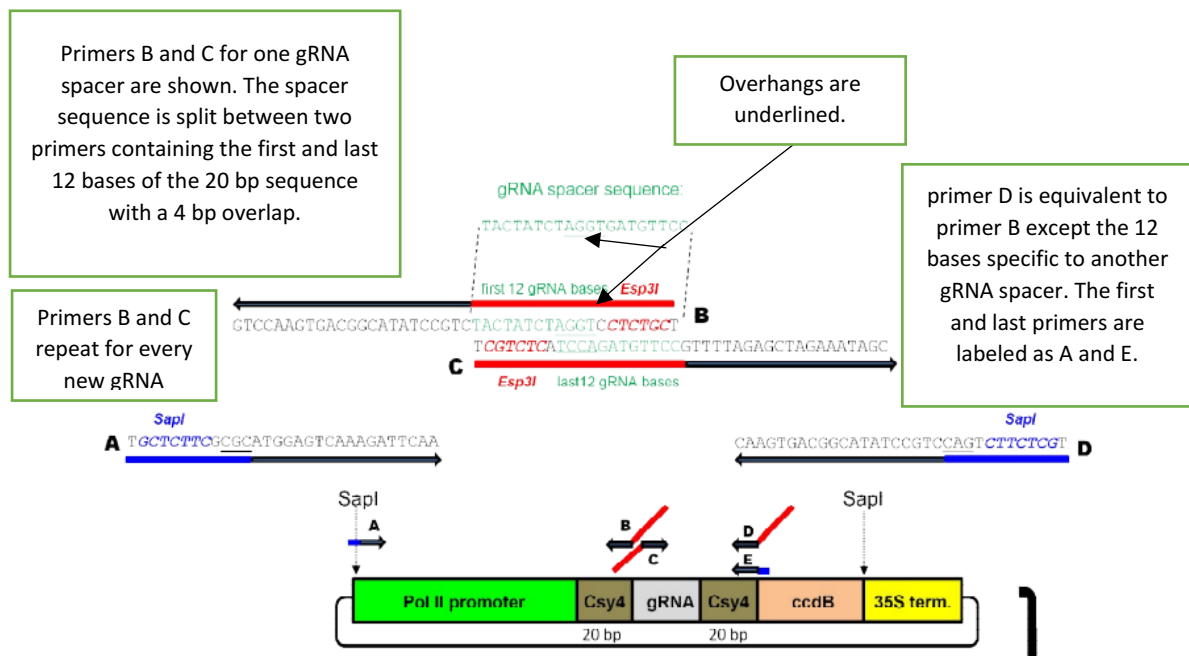 Primers B and C for one gRNA
spacer are shown. The spacer
sequence is split between two
primers containing the first and last
12 bases of the 20 bp sequence
with a 4 bp overlap.
Overhangs are
underlined.
primer D is equivalent to
primer B except the 12
bases specific to another
gRNA spacer. The first
and last primers are
labeled as A and E.
Primers B and C
repeat for every
new gRNA
gRNA spacer sequence:
TACTATCTAGGTGATGTTCC
first 12 gRNA bases Esp3I
GTCCAAGTGACGGCATATCCGTCTACTATCTAGGTCCTCTGCT B
TCGTCTCATCCAGATGTTCCGTTTTAGAGCTAGAAATAGC
C
Esp3I last12 gRNA bases
SapI
A TGCTCTTCGCGCATGGAGTCAAAGATTCAA
SapI
CAAGTGACGGCATATCCGTCCAGTCTTCTCGT D
SapI
SapI
A
B
C
D
E
Pol II promoter
Csy4
gRNA
Csy4
ccdB
35S term.
20 bp
20 bp